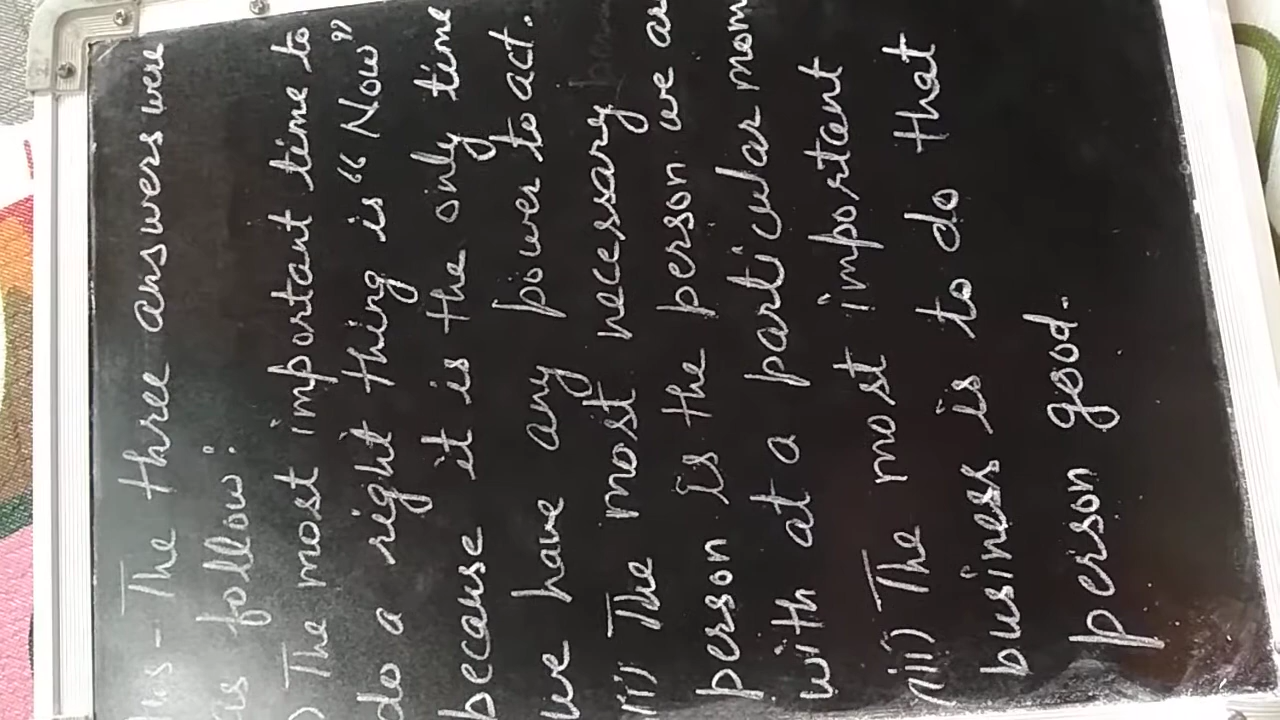 Ans - The three answers were
as follow:
) The most important time to
do a right thing is "Now"
because it is the only time
we have any power to act.
(ii) The most necessary
person is the person we are
with at a particular mom
(iii) The most important
business is to do that
person good.